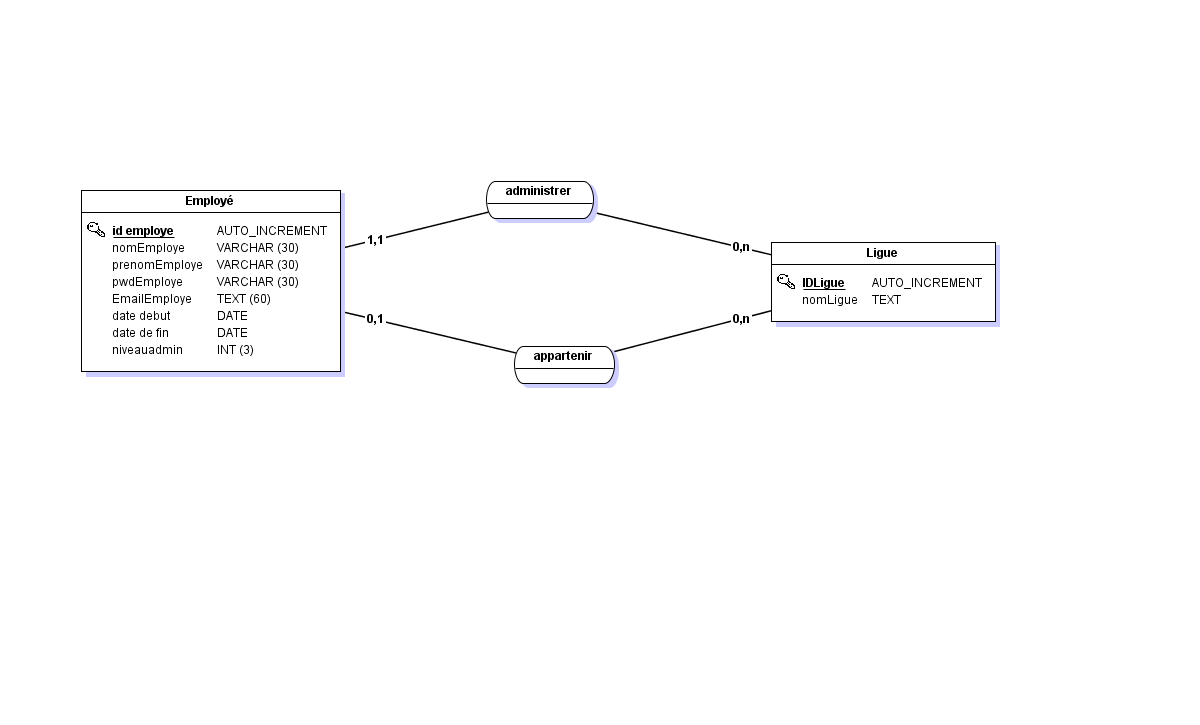 administrer
Employé
id employe AUTO_INCREMENT
nomEmploye VARCHAR (30)
prenomEmploye VARCHAR (30)
pwdEmploye VARCHAR (30)
EmailEmploye TEXT (60)
date debut DATE
date de fin DATE
niveauadmin INT (3)
1,1
0,n
Ligue
IDLigue AUTO_INCREMENT
nomLigue TEXT
0,1
0,n
appartenir